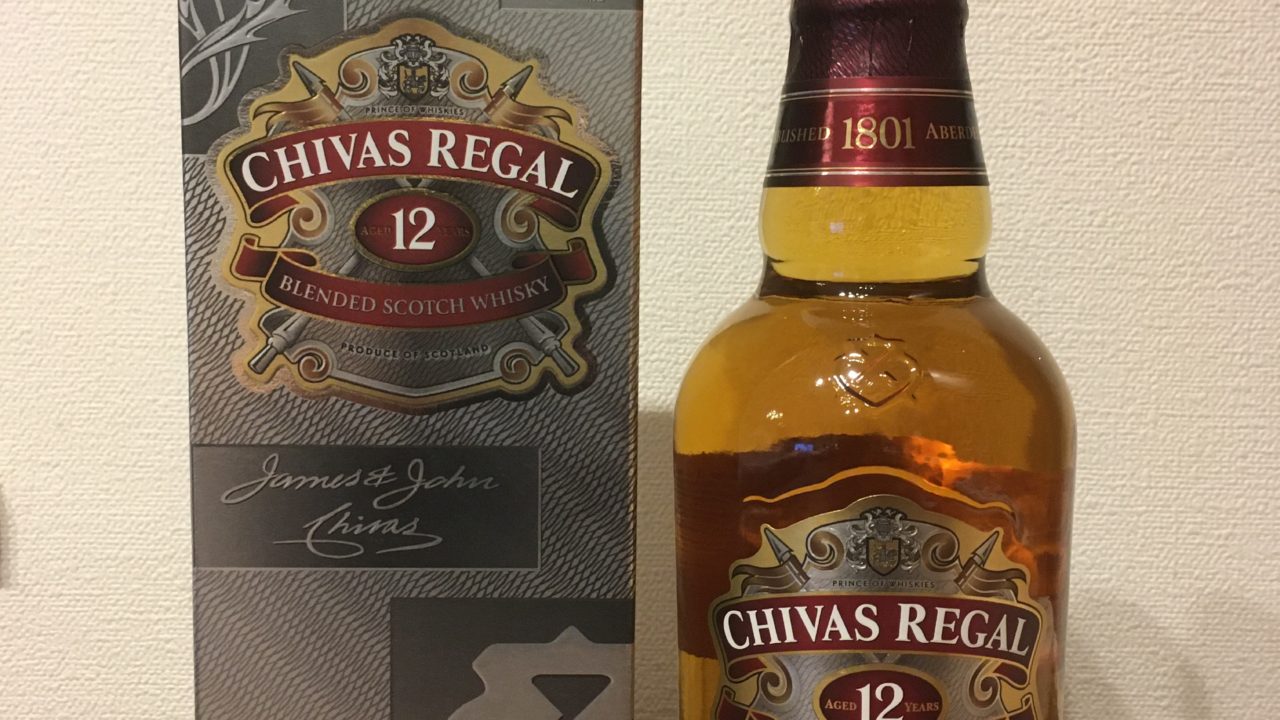 PRINCE OF WHISKIES
CHIVAS REGAL
AGED 12 YEARS
BLENDED SCOTCH WHISKY
PRODUCE OF SCOTLAND
James & John
Chivas
1801
PRINCE OF WHISKIES
CHIVAS REGAL
AGED 12 YEARS